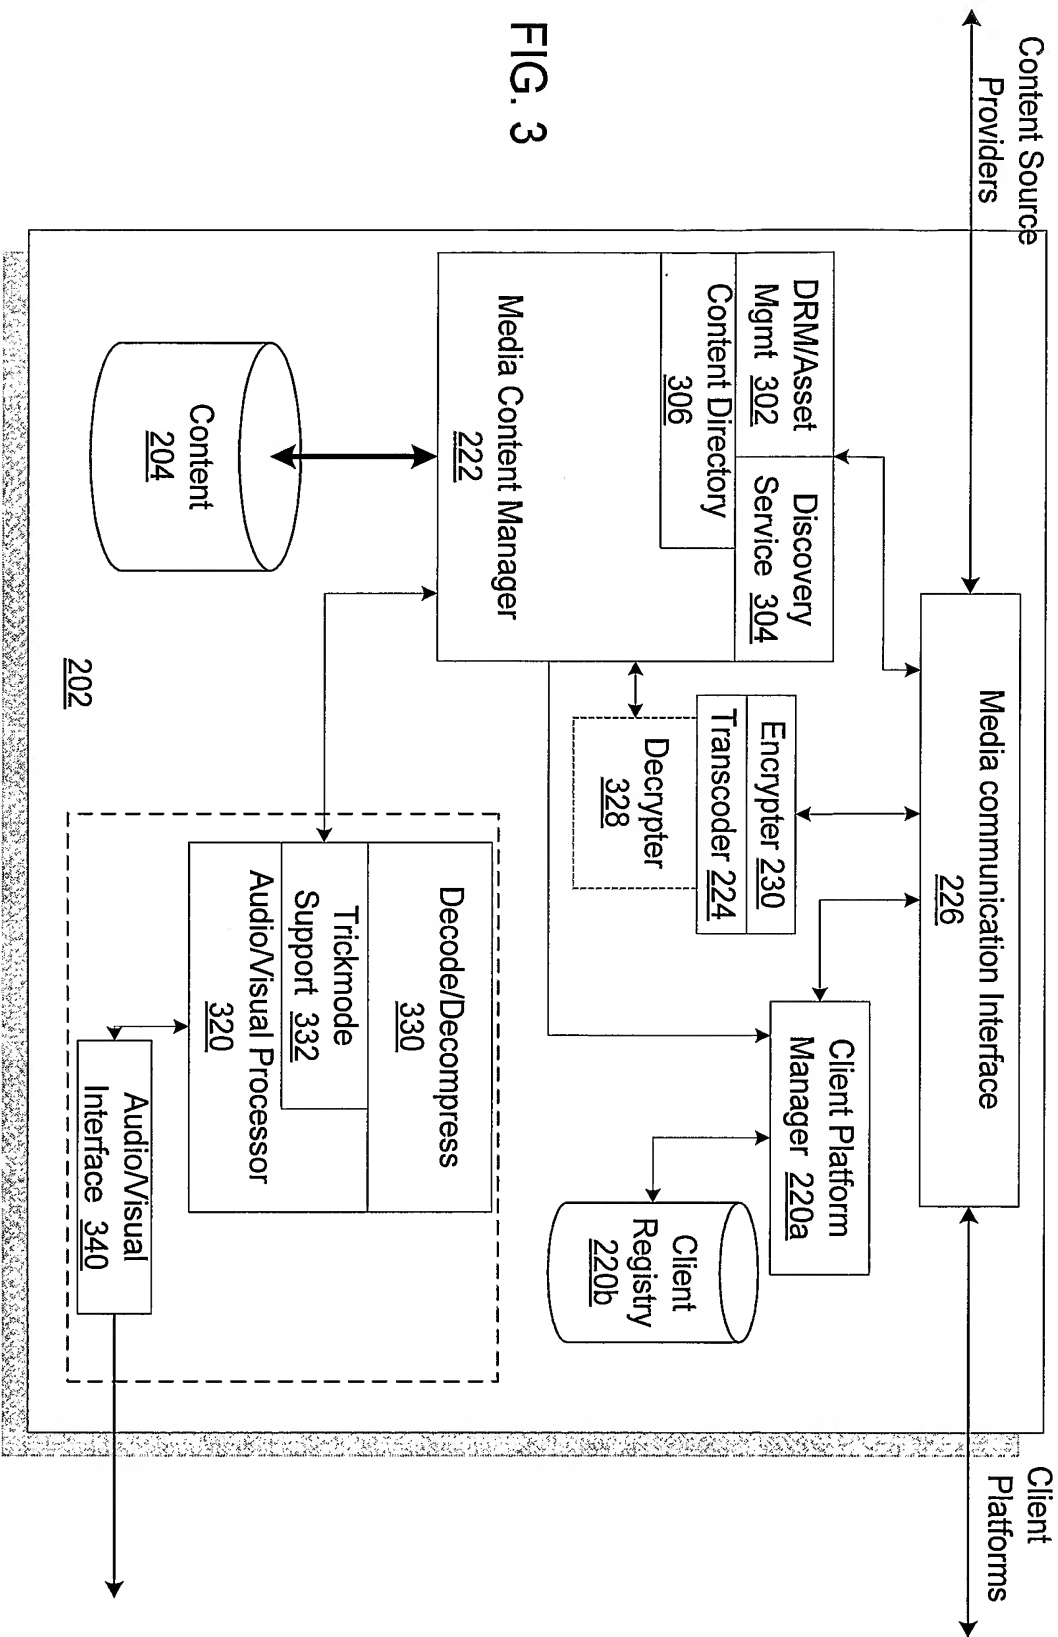 Content Source
Providers
Client
Platforms
Media communication Interface
226
DRM/Asset
Mgmt 302
Discovery
Service 304
Content Directory
306
Media Content Manager
222
Encrypter 230
Transcoder 224
Decrypter
328
Client Platform
Manager 220a
Client
Registry
220b
Content
204
Decode/Decompress
330
Trickmode
Support 332
Audio/Visual Processor
320
Audio/Visual
Interface 340
202
FIG. 3